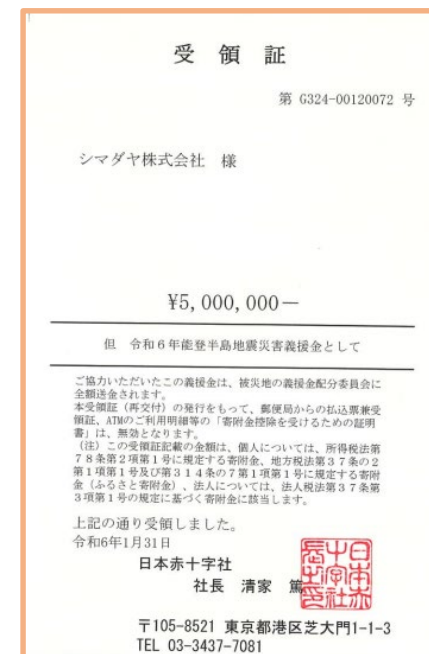 受 領 証
第 G324-00120072 号
シマダヤ株式会社 様
¥5,000,000－
但 令和６年能登半島地震災害義援金として
ご協力いただいたこの義援金は、被災地の義援金配分委員会に
全額送金されます。
本受領証（再交付）の発行をもって、郵便局からの払込票兼受
領証、ATMのご利用明細等の「寄附金控除を受けるための証明
書」は、無効となります。
（注）この受領証記載の金額は、個人については、所得税法第
７８条第２項第１号に規定する寄附金、地方税法第３７条の２
第１項第１号及び第３１４条の７第１項第１号に規定する寄附
金（ふるさと寄附金）、法人については、法人税法第３７条第
３項第１号の規定に基づく寄附金に該当します。
上記の通り受領しました。
令和6年1月31日
日本赤十字社
社長 清家 篤
日本赤
十字社
長之印
〒105-8521 東京都港区芝大門1-1-3
TEL 03-3437-7081